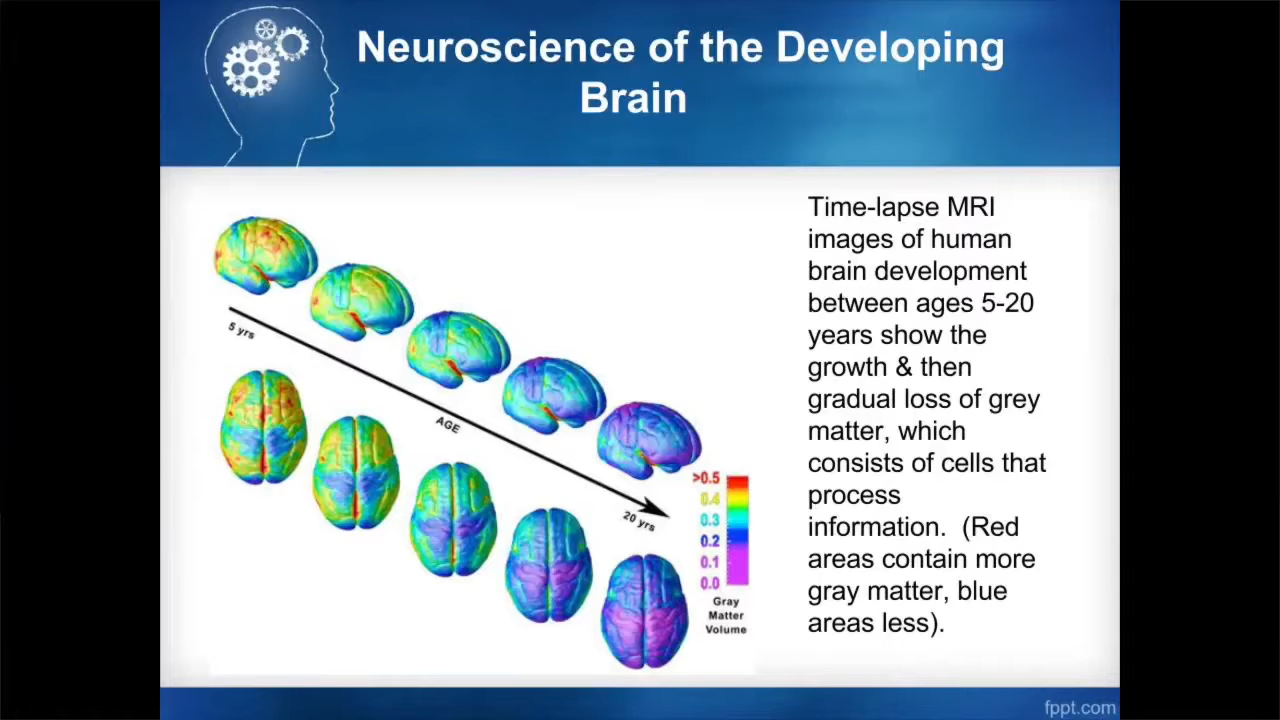 Neuroscience of the Developing
Brain
Time-lapse MRI
images of human
brain development
between ages 5-20
years show the
growth & then
gradual loss of grey
matter, which
consists of cells that
process
information.  (Red
areas contain more
gray matter, blue
areas less).
5 yrs
AGE
20 yrs
>0.5
0.4
0.3
0.2
0.1
0.0
Gray
Matter
Volume
fppt.com